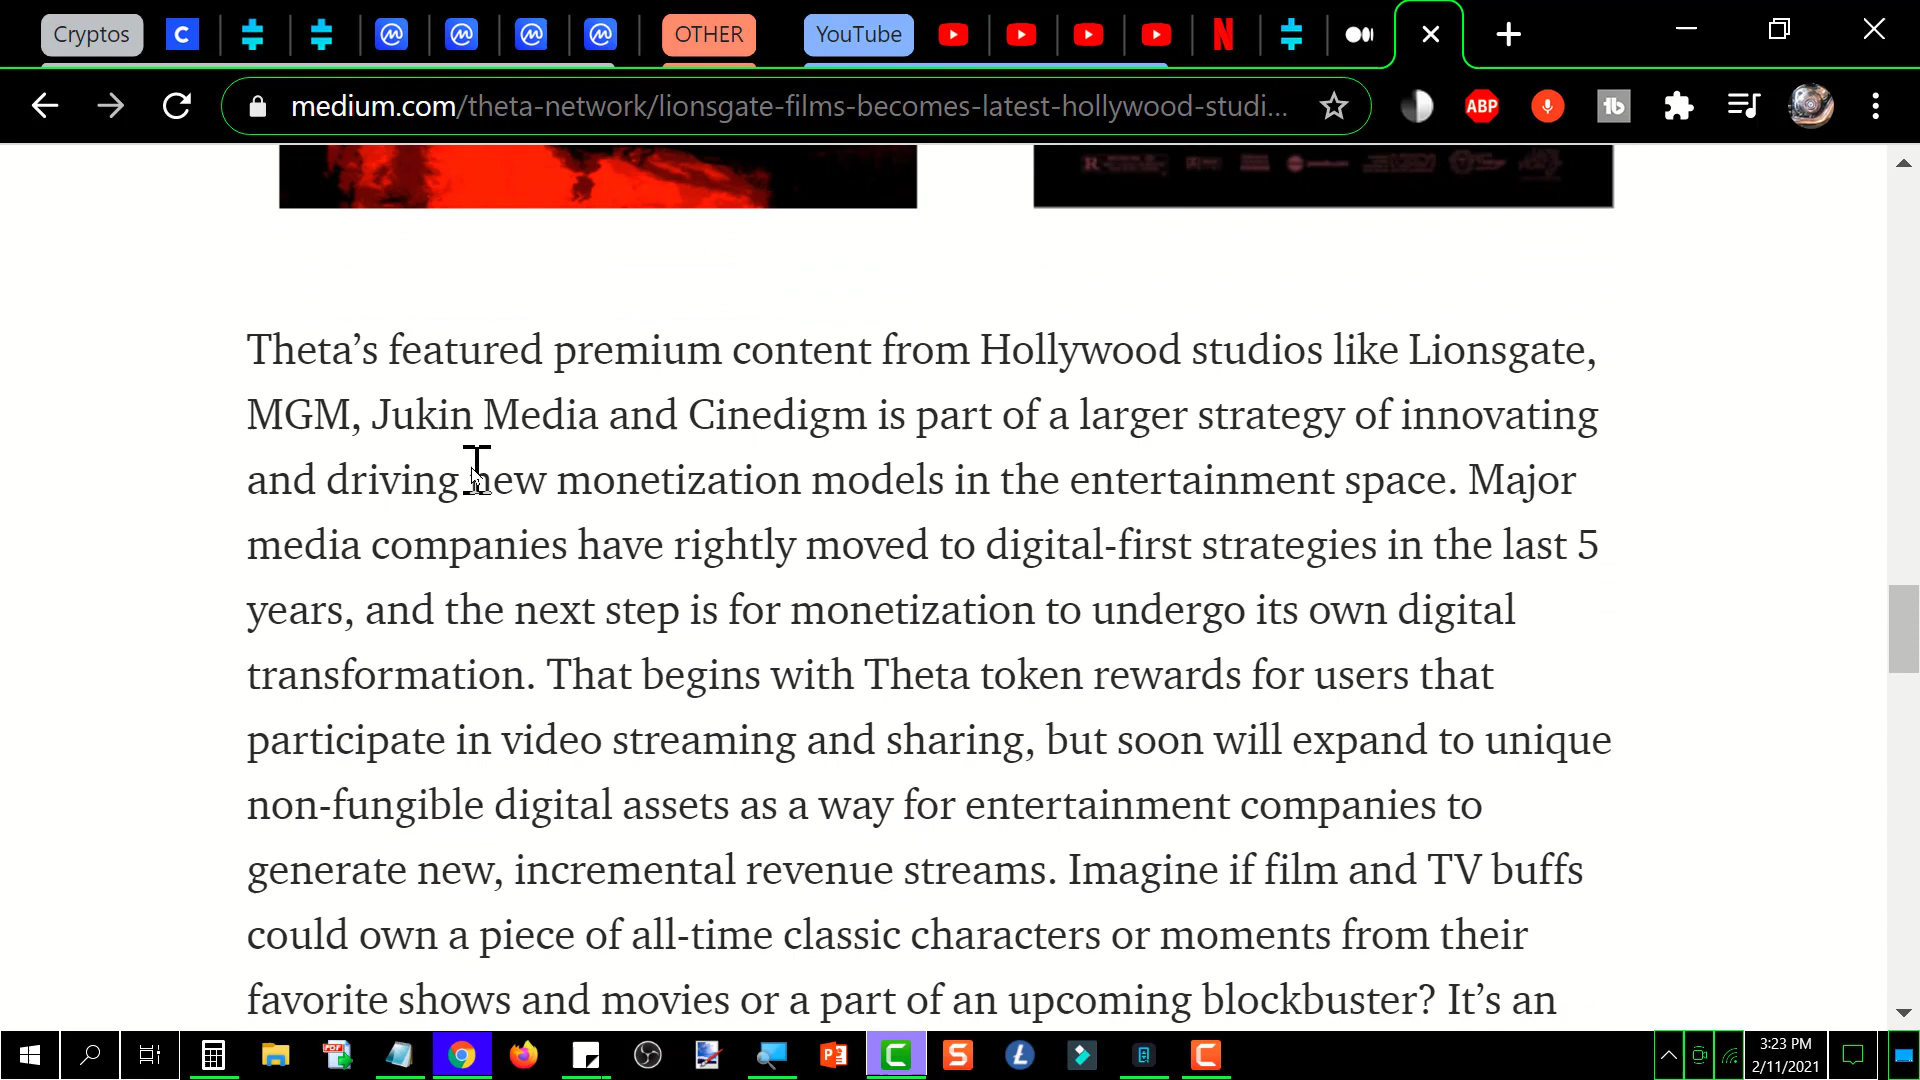 Cryptos
OTHER
YouTube
medium.com/theta-network/lionsgate-films-becomes-latest-hollywood-studi...
ABP
Theta’s featured premium content from Hollywood studios like Lionsgate,
MGM, Jukin Media and Cinedigm is part of a larger strategy of innovating
and driving new monetization models in the entertainment space. Major
media companies have rightly moved to digital-first strategies in the last 5
years, and the next step is for monetization to undergo its own digital
transformation. That begins with Theta token rewards for users that
participate in video streaming and sharing, but soon will expand to unique
non-fungible digital assets as a way for entertainment companies to
generate new, incremental revenue streams. Imagine if film and TV buffs
could own a piece of all-time classic characters or moments from their
favorite shows and movies or a part of an upcoming blockbuster? It’s an
3:23 PM
2/11/2021